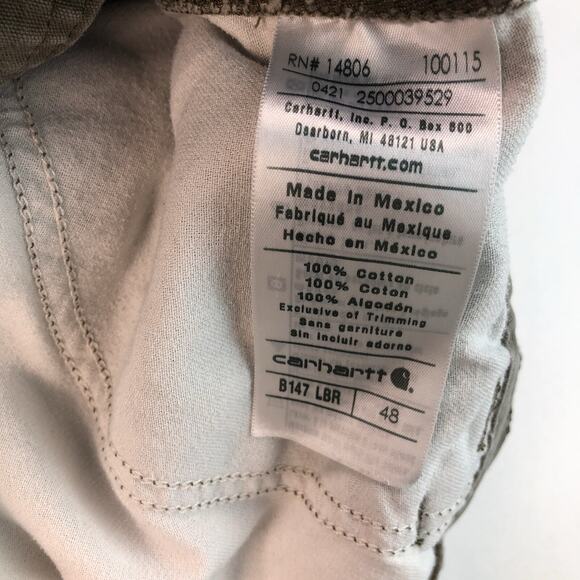 RN# 14806 100115
0421 2500039529
Carhartt, Inc. P. O. Box 600
Dearborn, MI 48121 USA
carhartt.com
Made in Mexico
Fabriqué au Mexique
Hecho en México
100% Cotton
100% Coton
100% Algodón
Exclusive of Trimming
Sans garniture
Sin incluir adorno
carhartt
B147 LBR 48